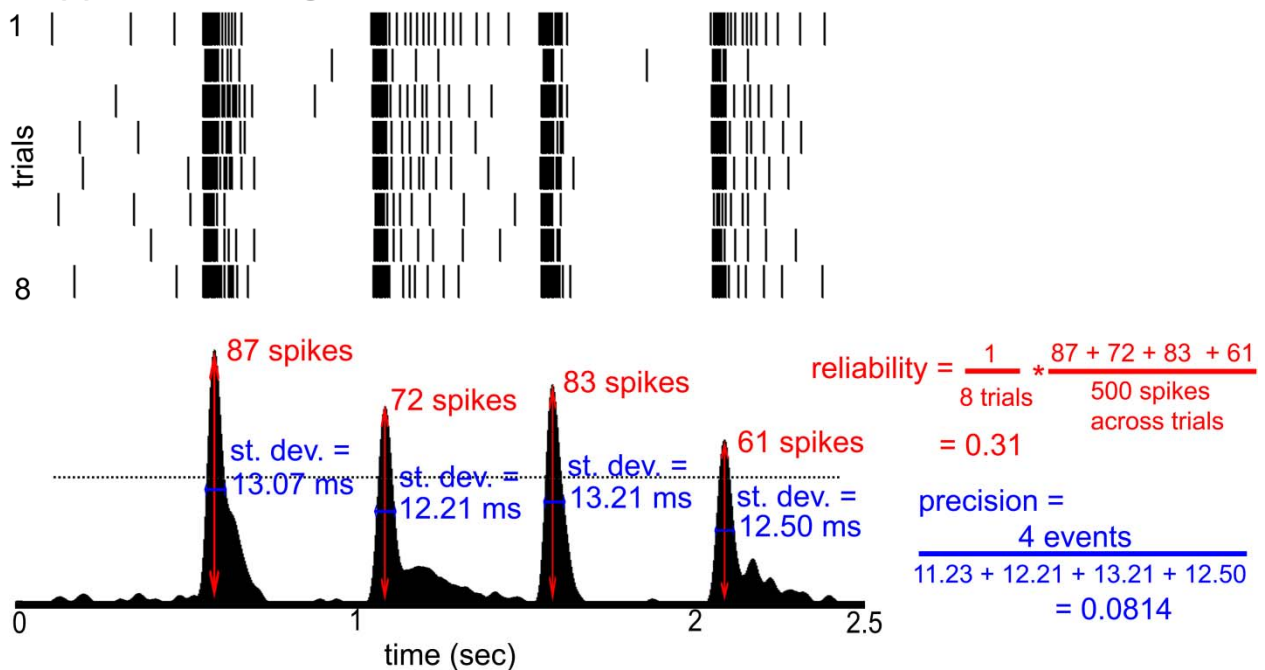 1
trials
8
87 spikes
72 spikes
83 spikes
61 spikes
st. dev. =
13.07 ms
st. dev. =
12.21 ms
st. dev. =
13.21 ms
st. dev. =
12.50 ms
0
1
2
2.5
time (sec)
reliability = 1 * 87 + 72 + 83 + 61
8 trials 500 spikes
across trials
= 0.31
precision =
4 events
11.23 + 12.21 + 13.21 + 12.50
= 0.0814